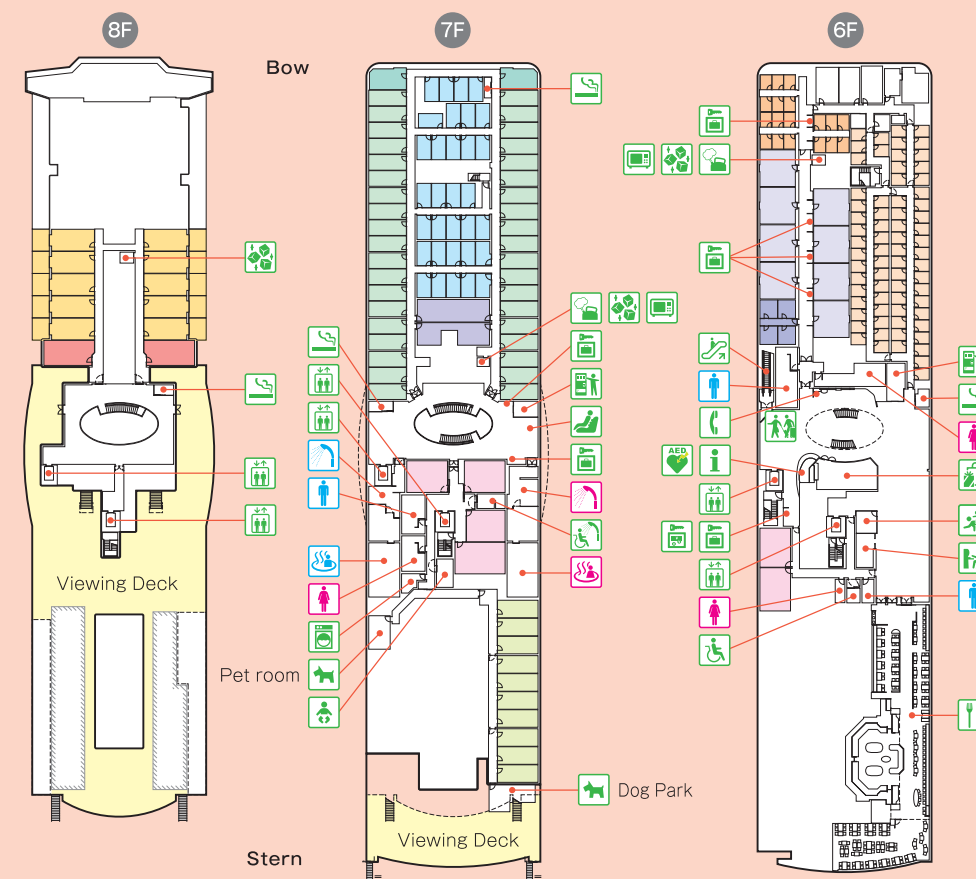 8F
7F
6F
Bow
AED
Viewing Deck
Pet room
Dog Park
Viewing Deck
Stern